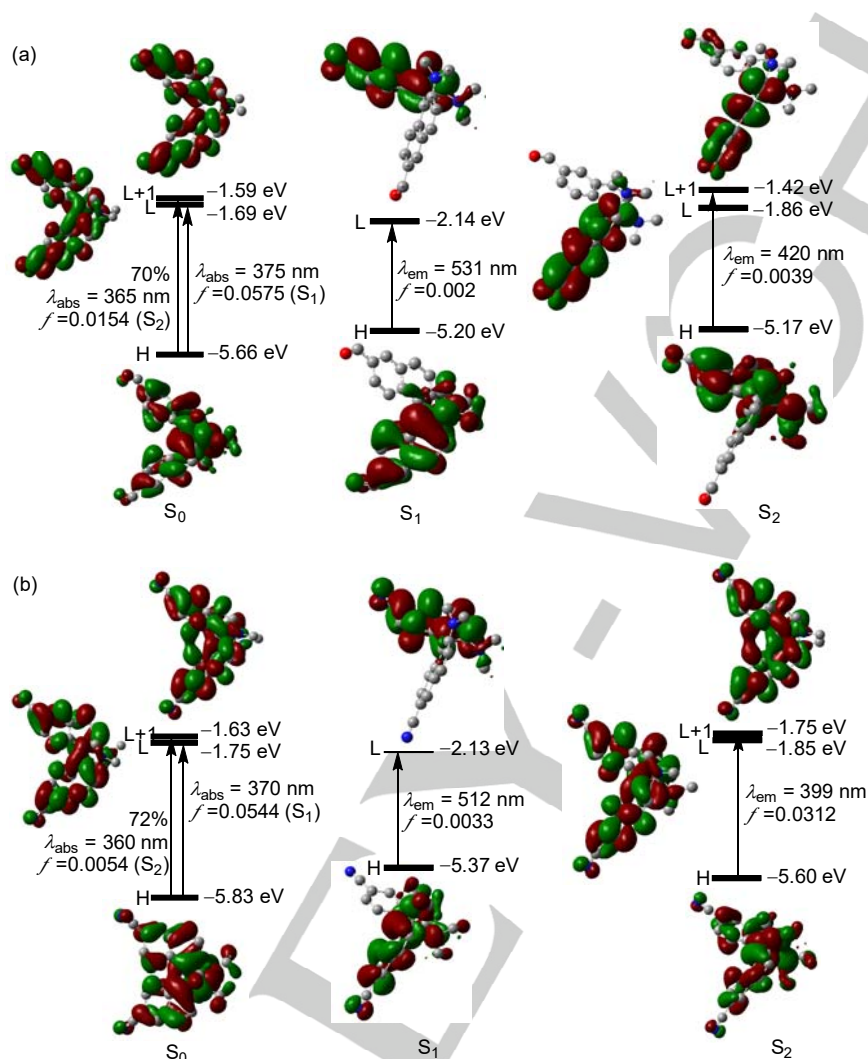 (a)
L+1 −1.59 eV
L −1.69 eV
70%
λabs = 365 nm
f =0.0154 (S2)
λabs = 375 nm
f =0.0575 (S1)
H −5.66 eV
S0
L −2.14 eV
λem = 531 nm
f =0.002
H −5.20 eV
S1
L+1 −1.42 eV
L −1.86 eV
λem = 420 nm
f =0.0039
H −5.17 eV
S2
(b)
L+1 −1.63 eV
L −1.75 eV
72%
λabs = 360 nm
f =0.0054 (S2)
λabs = 370 nm
f =0.0544 (S1)
H −5.83 eV
S0
L −2.13 eV
λem = 512 nm
f =0.0033
H −5.37 eV
S1
L+1 −1.75 eV
L −1.85 eV
λem = 399 nm
f =0.0312
H −5.60 eV
S2